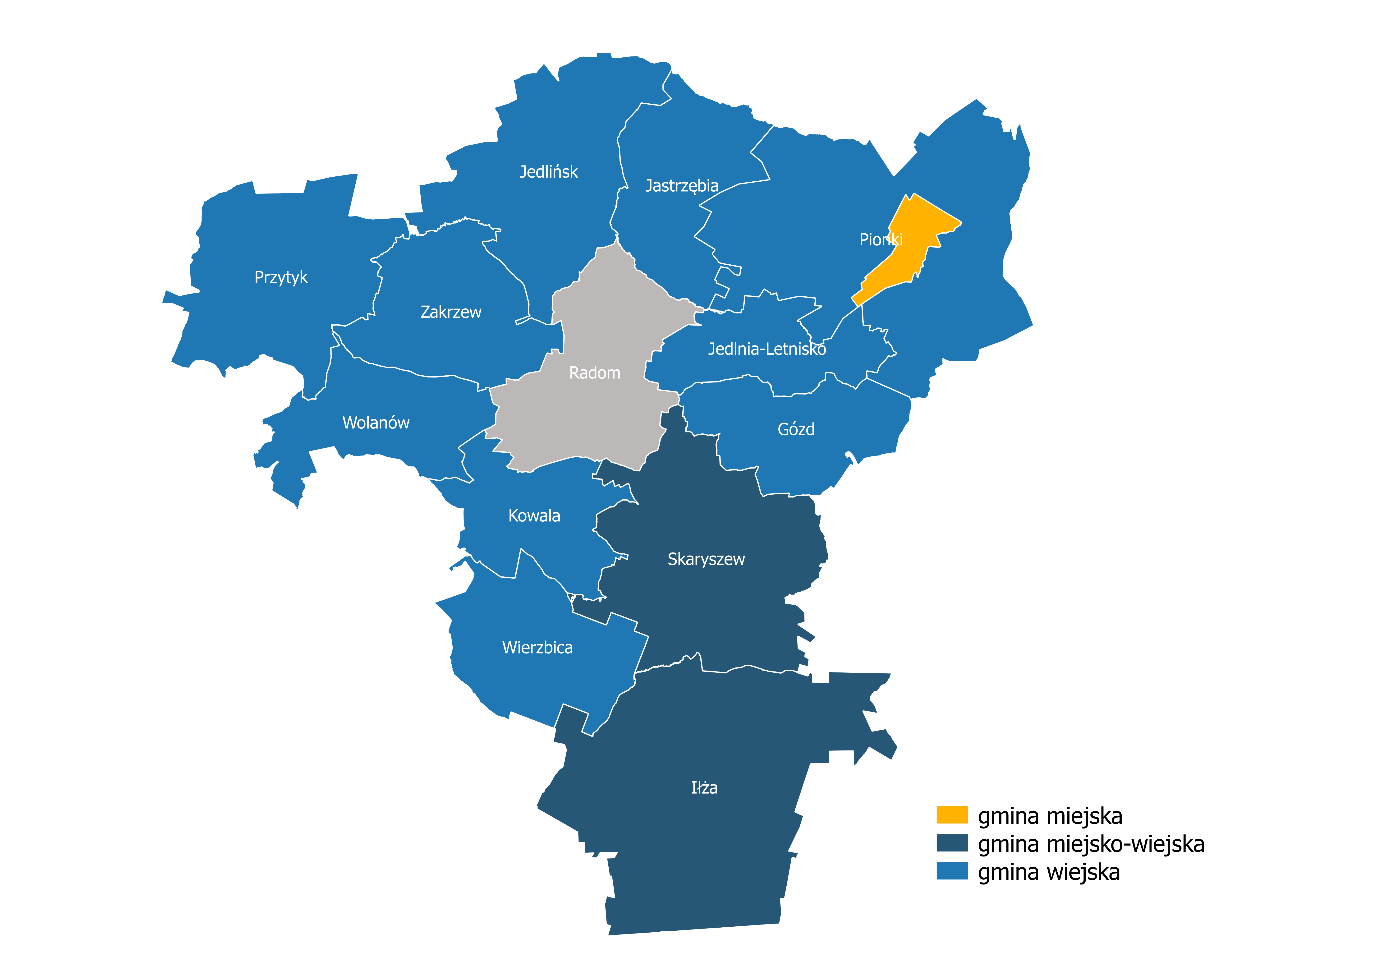 Jedlińsk
Jastrzębia
Pionki
Przytyk
Zakrzew
Jedlnia-Letnisko
Radom
Wolanów
Gózd
Kowala
Skaryszew
Wierzbica
Iłża
gmina miejska
gmina miejsko-wiejska
gmina wiejska